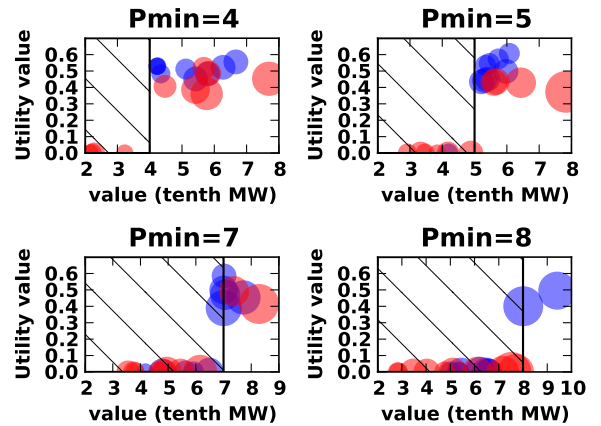 Pmin=4
Utility value
0.6
0.5
0.4
0.3
0.2
0.1
0.0
2 3 4 5 6 7 8
value (tenth MW)
Pmin=5
Utility value
0.6
0.5
0.4
0.3
0.2
0.1
0.0
2 3 4 5 6 7 8
value (tenth MW)
Pmin=7
Utility value
0.6
0.5
0.4
0.3
0.2
0.1
0.0
2 3 4 5 6 7 8 9
value (tenth MW)
Pmin=8
Utility value
0.6
0.5
0.4
0.3
0.2
0.1
0.0
2 3 4 5 6 7 8 9 10
value (tenth MW)